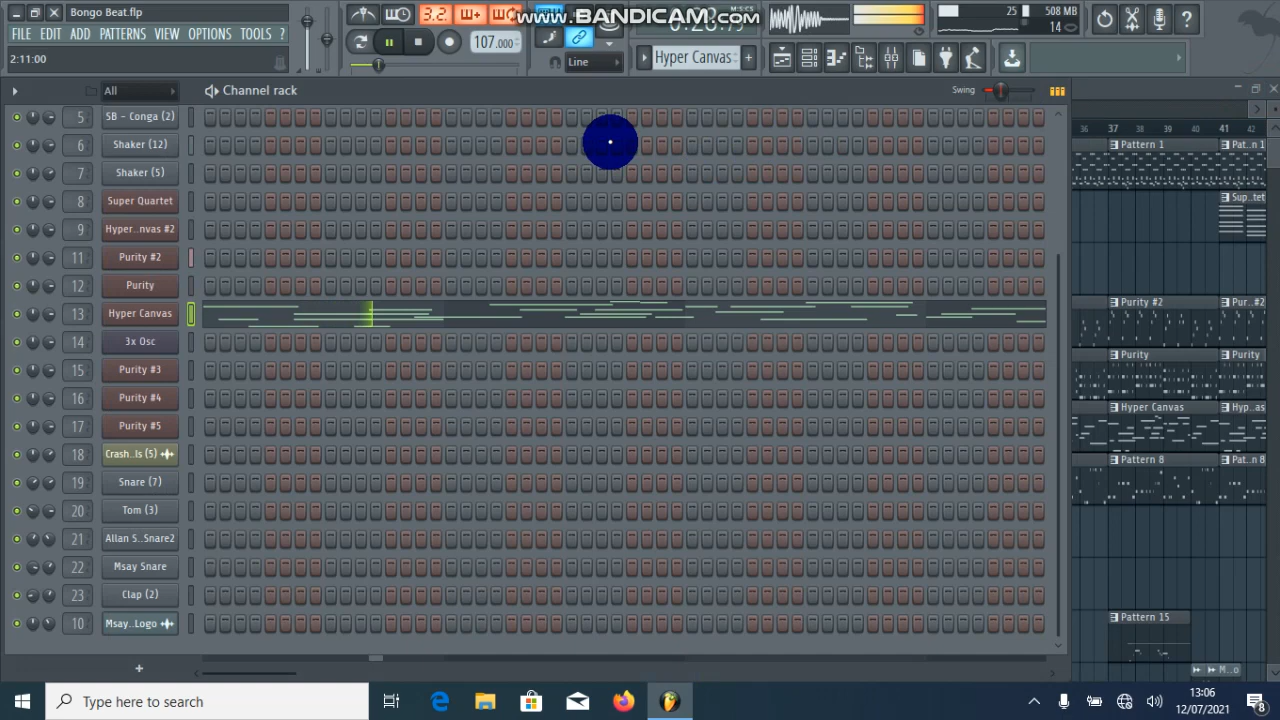 Bongo Beat.flp
FILE EDIT ADD PATTERNS VIEW OPTIONS TOOLS ?
2:11:00
3.2
107.000
www.BANDICAM.com
M:S:CS
Line
Hyper Canvas
25
508 MB
14
All
Channel rack
Swing
5 SB - Conga (2)
6 Shaker (12)
7 Shaker (5)
8 Super Quartet
9 Hyper..nvas #2
11 Purity #2
12 Purity
13 Hyper Canvas
14 3x Osc
15 Purity #3
16 Purity #4
17 Purity #5
18 Crash..ls (5)
19 Snare (7)
20 Tom (3)
21 Allan S..Snare2
22 Msay Snare
23 Clap (2)
10 Msay..Logo
36 37 38 39 40 41 42
Pattern 1 Pat..n 1
Sup..tet
Purity #2 Pur..#2
Purity Purity
Hyper Canvas Hyp..as
Pattern 8 Pat..n 8
Pattern 15
M...o
Type here to search
13:06
12/07/2021
8